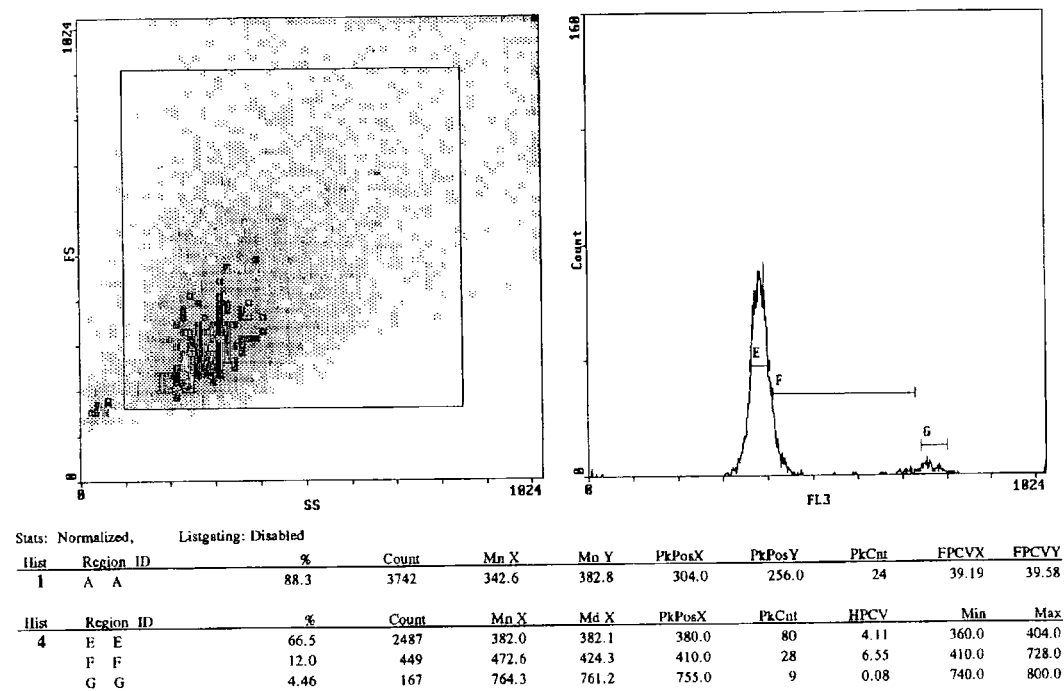 1024
FS
0
A
0
SS
1024
160
Count
0
E
F
G
0
FL3
1024
Stats: Normalized, Listgating: Disabled
Hist Region ID % Count Mn X Mn Y PkPosX PkPosY PkCnt FPCVX FPCVY
1 A A 88.3 3742 342.6 382.8 304.0 256.0 24 39.19 39.58
Hist Region ID % Count Mn X Md X PkPosX PkCnt HPCV Min Max
4 E E 66.5 2487 382.0 382.1 380.0 80 4.11 360.0 404.0
F F 12.0 449 472.6 424.3 410.0 28 6.55 410.0 728.0
G G 4.46 167 764.3 761.2 755.0 9 0.08 740.0 800.0